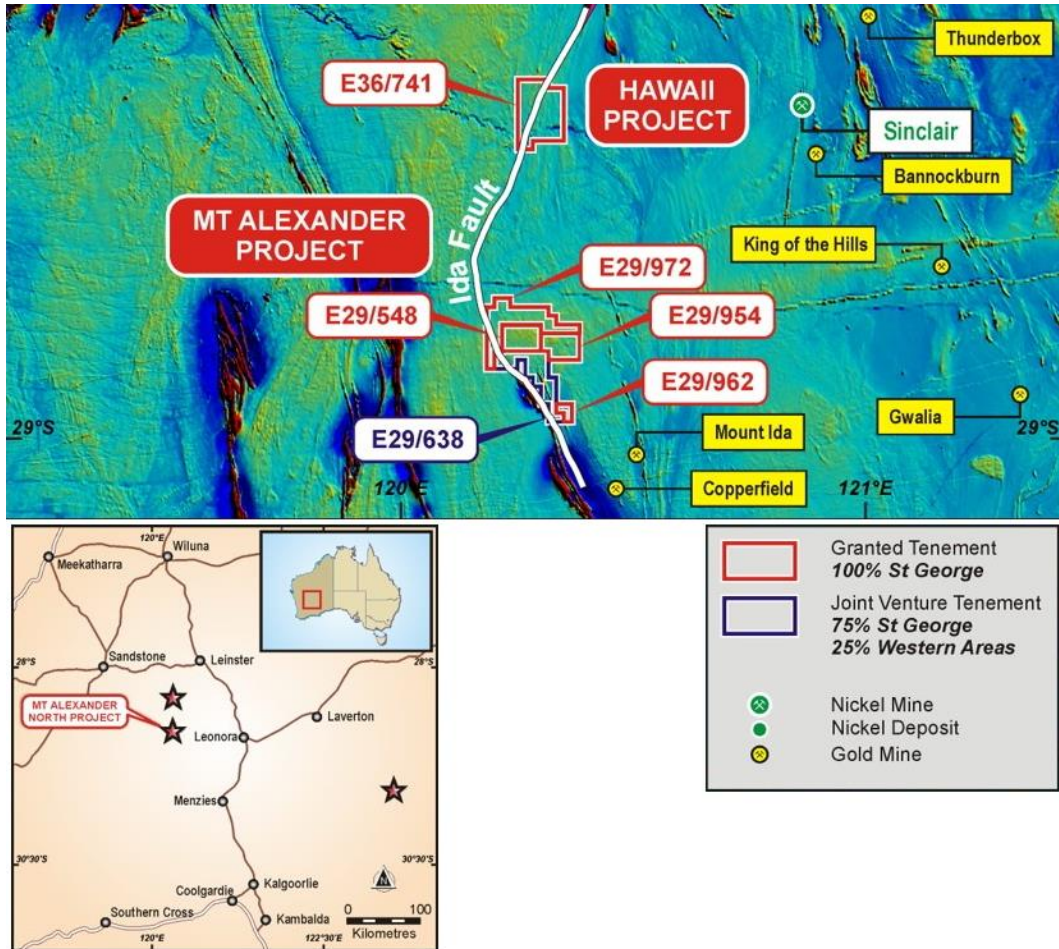 Thunderbox
E36/741
HAWAII
PROJECT
Sinclair
Bannockburn
MT ALEXANDER
PROJECT
Ida Fault
King of the Hills
E29/972
E29/548
E29/954
E29/962
Gwalia
29°S
E29/638
Mount Ida
29°S
120°E
Copperfield
121°E
120°E
Wiluna
Meekatharra
Sandstone
Leinster
28°S
28°S
MT ALEXANDER
NORTH PROJECT
Laverton
Leonora
Menzies
30°30'S
30°30'S
N
Kalgoorlie
Coolgardie
Southern Cross
Kambalda
0
100
Kilometres
120°E
122°30'E
Granted Tenement
100% St George
Joint Venture Tenement
75% St George
25% Western Areas
Nickel Mine
Nickel Deposit
Gold Mine